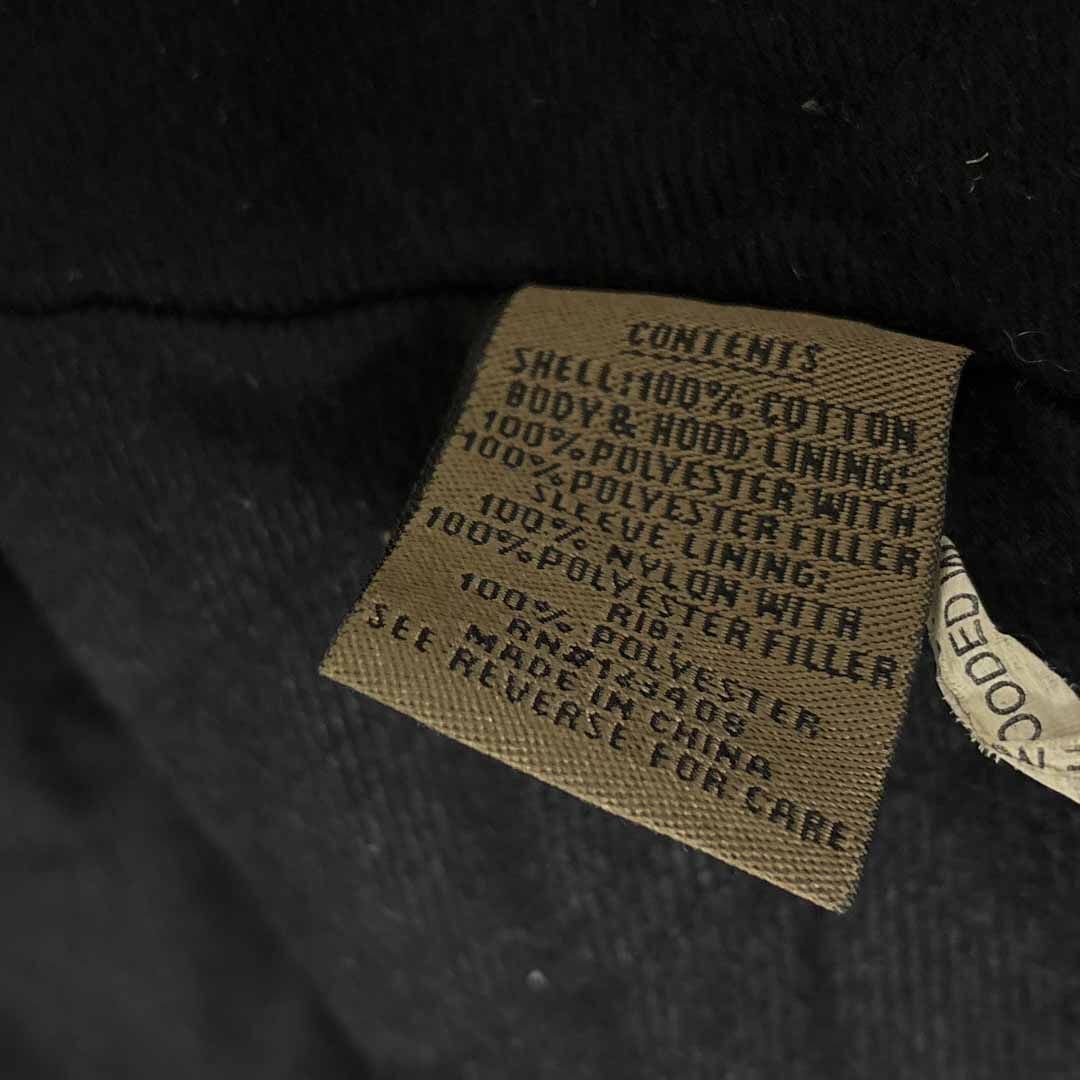 CONTENTS
SHELL:100% COTTON
BODY & HOOD LINING:
100%POLYESTER WITH
100%POLYESTER FILLER
SLEEVE LINING:
100% NYLON WITH
100%POLYESTER FILLER
RIB:
100% POLYESTER
RN#123408
MADE IN CHINA
SEE REVERSE FOR CARE